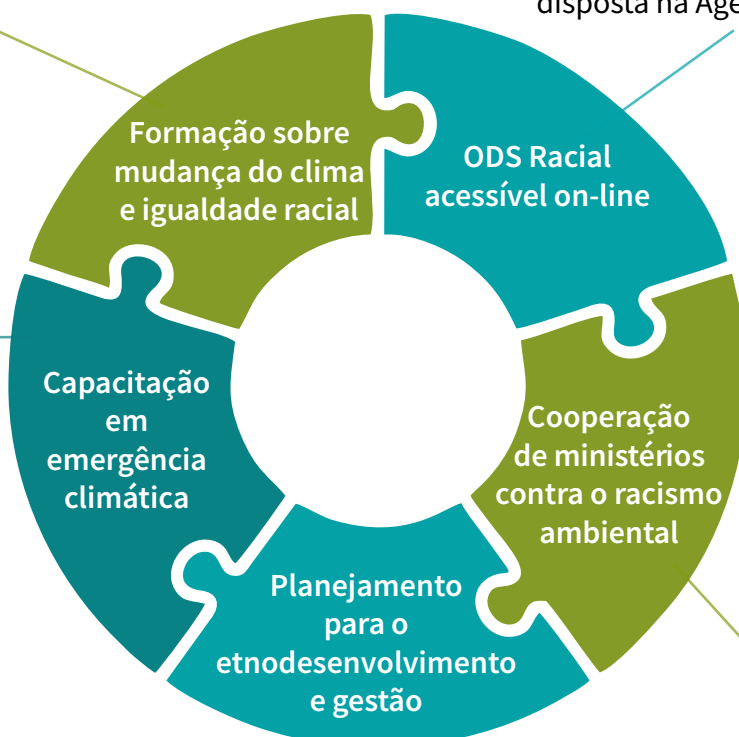 disposta na Age
Formação sobre
mudança do clima
e igualdade racial
ODS Racial
acessível on-line
Capacitação
em
emergência
climática
Cooperação
de ministérios
contra o racismo
ambiental
Planejamento
para o
etnodesenvolvimento
e gestão